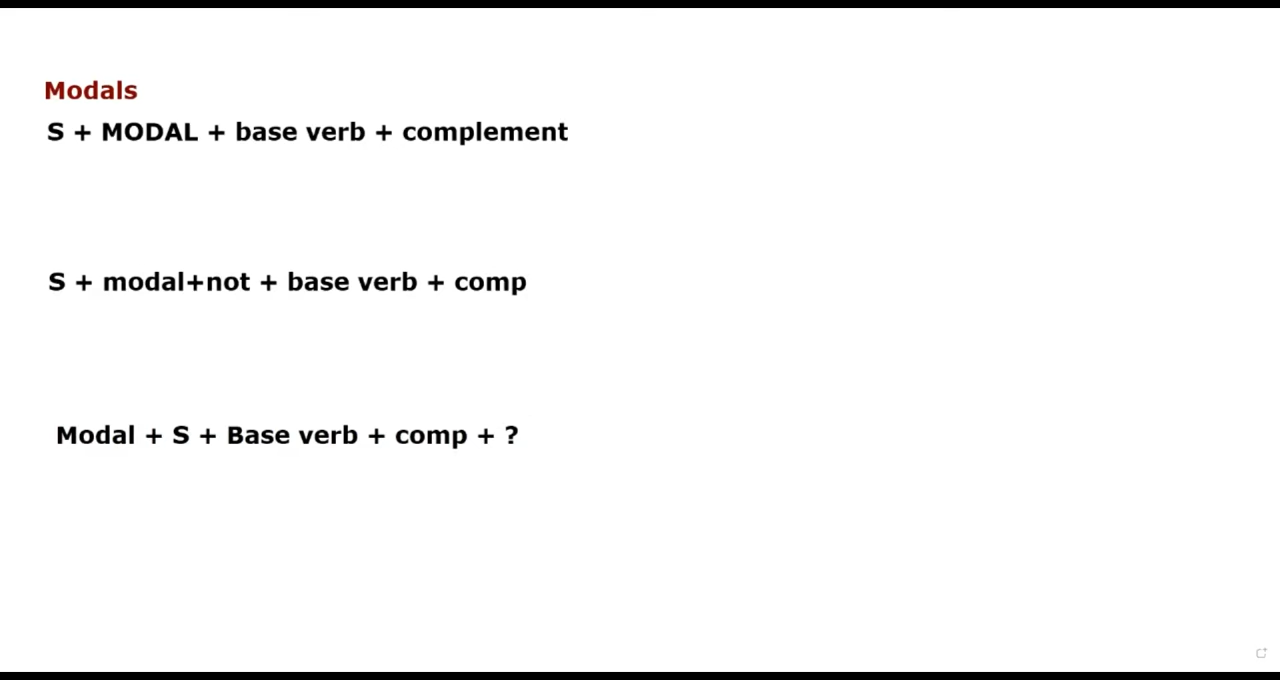 Modals
S + MODAL + base verb + complement
S + modal+not + base verb + comp
Modal + S + Base verb + comp + ?